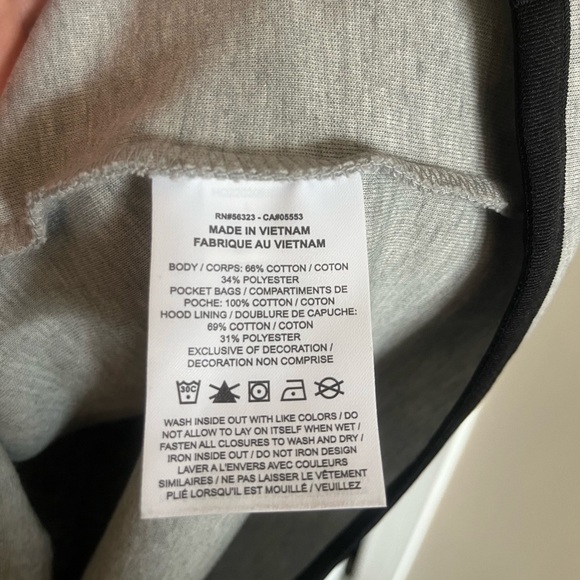 RN#56323 - CA#05553
MADE IN VIETNAM
FABRIQUE AU VIETNAM
BODY / CORPS: 66% COTTON / COTON
34% POLYESTER
POCKET BAGS / COMPARTIMENTS DE
POCHE: 100% COTTON / COTON
HOOD LINING / DOUBLURE DE CAPUCHE:
69% COTTON / COTON
31% POLYESTER
EXCLUSIVE OF DECORATION /
DECORATION NON COMPRISE
30C
WASH INSIDE OUT WITH LIKE COLORS / DO
NOT ALLOW TO LAY ON ITSELF WHEN WET /
FASTEN ALL CLOSURES TO WASH AND DRY /
IRON INSIDE OUT / DO NOT IRON DESIGN
LAVER A L'ENVERS AVEC COULEURS
SIMILAIRES / NE PAS LAISSER LE VÊTEMENT
PLIÉ LORSQU'IL EST MOUILLÉ / VEUILLEZ